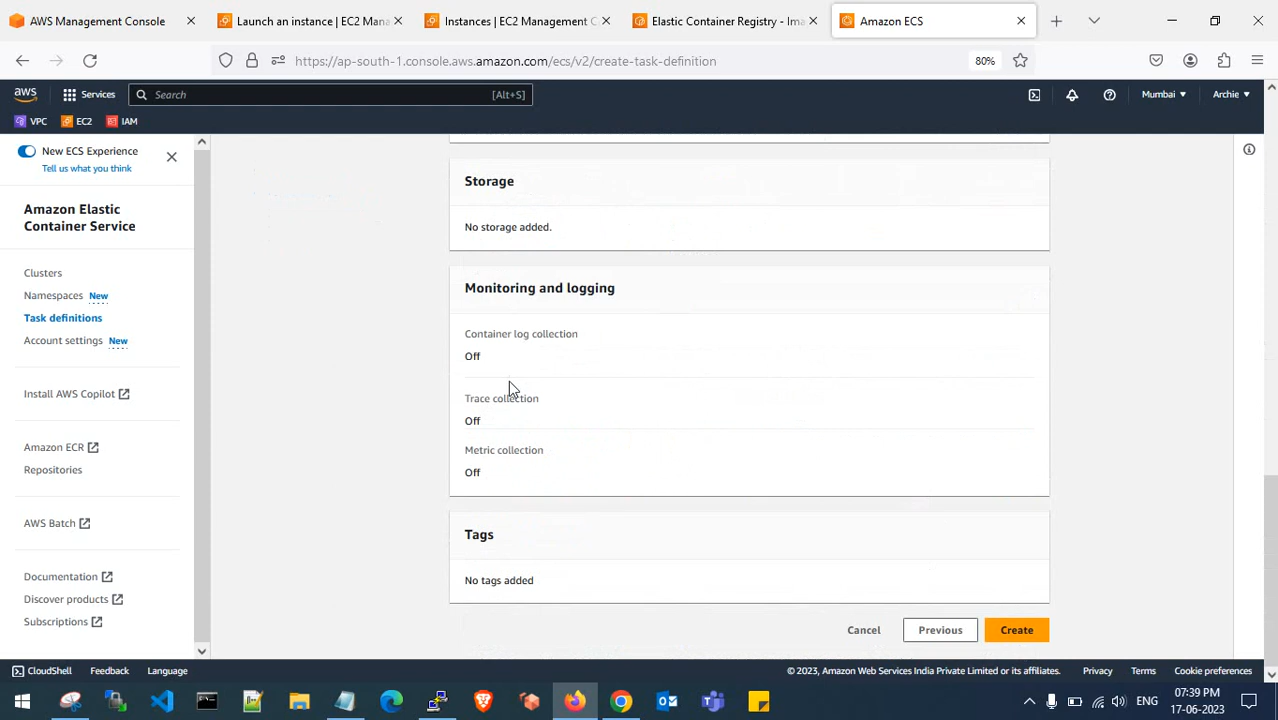 AWS Management Console
Launch an instance | EC2 Mana
Instances | EC2 Management C
Elastic Container Registry - Ima
Amazon ECS
https://ap-south-1.console.aws.amazon.com/ecs/v2/create-task-definition
80%
aws
Services
Search
[Alt+S]
Mumbai
Archie
VPC
EC2
IAM
New ECS Experience
Tell us what you think
Amazon Elastic
Container Service
Clusters
Namespaces New
Task definitions
Account settings New
Install AWS Copilot
Amazon ECR
Repositories
AWS Batch
Documentation
Discover products
Subscriptions
Storage
No storage added.
Monitoring and logging
Container log collection
Off
Trace collection
Off
Metric collection
Off
Tags
No tags added
Cancel
Previous
Create
CloudShell
Feedback
Language
© 2023, Amazon Web Services India Private Limited or its affiliates.
Privacy
Terms
Cookie preferences
ENG
07:39 PM
17-06-2023